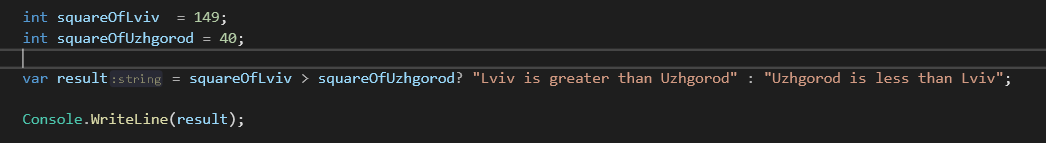 int squareOfLviv  = 149;
int squareOfUzhgorod = 40;
var result:string = squareOfLviv > squareOfUzhgorod? "Lviv is greater than Uzhgorod" : "Uzhgorod is less than Lviv";
Console.WriteLine(result);